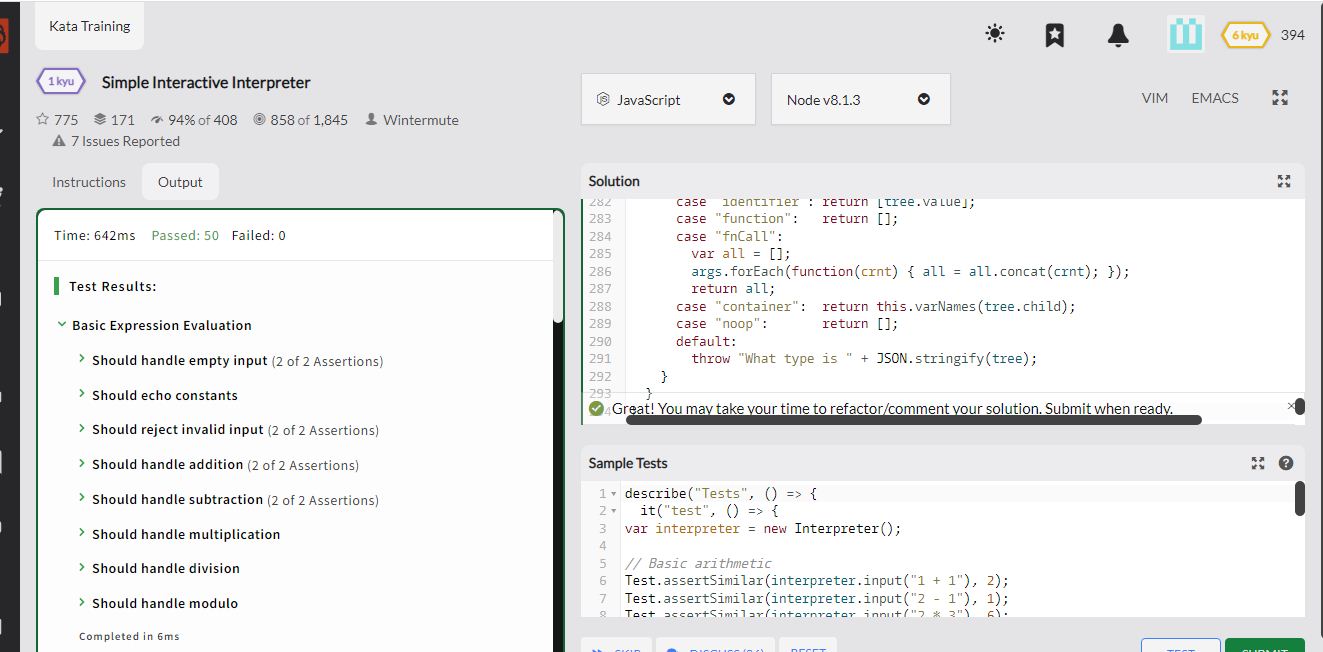 Kata Training
6 kyu 394
1 kyu Simple Interactive Interpreter
775 171 94% of 408 858 of 1,845 Wintermute
7 Issues Reported
Instructions Output
Time: 642ms Passed: 50 Failed: 0
Test Results:
Basic Expression Evaluation
Should handle empty input (2 of 2 Assertions)
Should echo constants
Should reject invalid input (2 of 2 Assertions)
Should handle addition (2 of 2 Assertions)
Should handle subtraction (2 of 2 Assertions)
Should handle multiplication
Should handle division
Should handle modulo
Completed in 6ms
JavaScript
Node v8.1.3
VIM EMACS
Solution
282 case "identifier": return [tree.value];
283 case "function": return [];
284 case "fnCall":
285 var all = [];
286 args.forEach(function(crnt) { all = all.concat(crnt); });
287 return all;
288 case "container": return this.varNames(tree.child);
289 case "noop": return [];
290 default:
291 throw "What type is " + JSON.stringify(tree);
292 }
293 }
Great! You may take your time to refactor/comment your solution. Submit when ready.
Sample Tests
1 describe("Tests", () => {
2 it("test", () => {
3 var interpreter = new Interpreter();
4
5 // Basic arithmetic
6 Test.assertSimilar(interpreter.input("1 + 1"), 2);
7 Test.assertSimilar(interpreter.input("2 - 1"), 1);
8 Test.assertSimilar(interpreter.input("2 * 3"), 6);
SKIP
RESET
TEST
SUBMIT